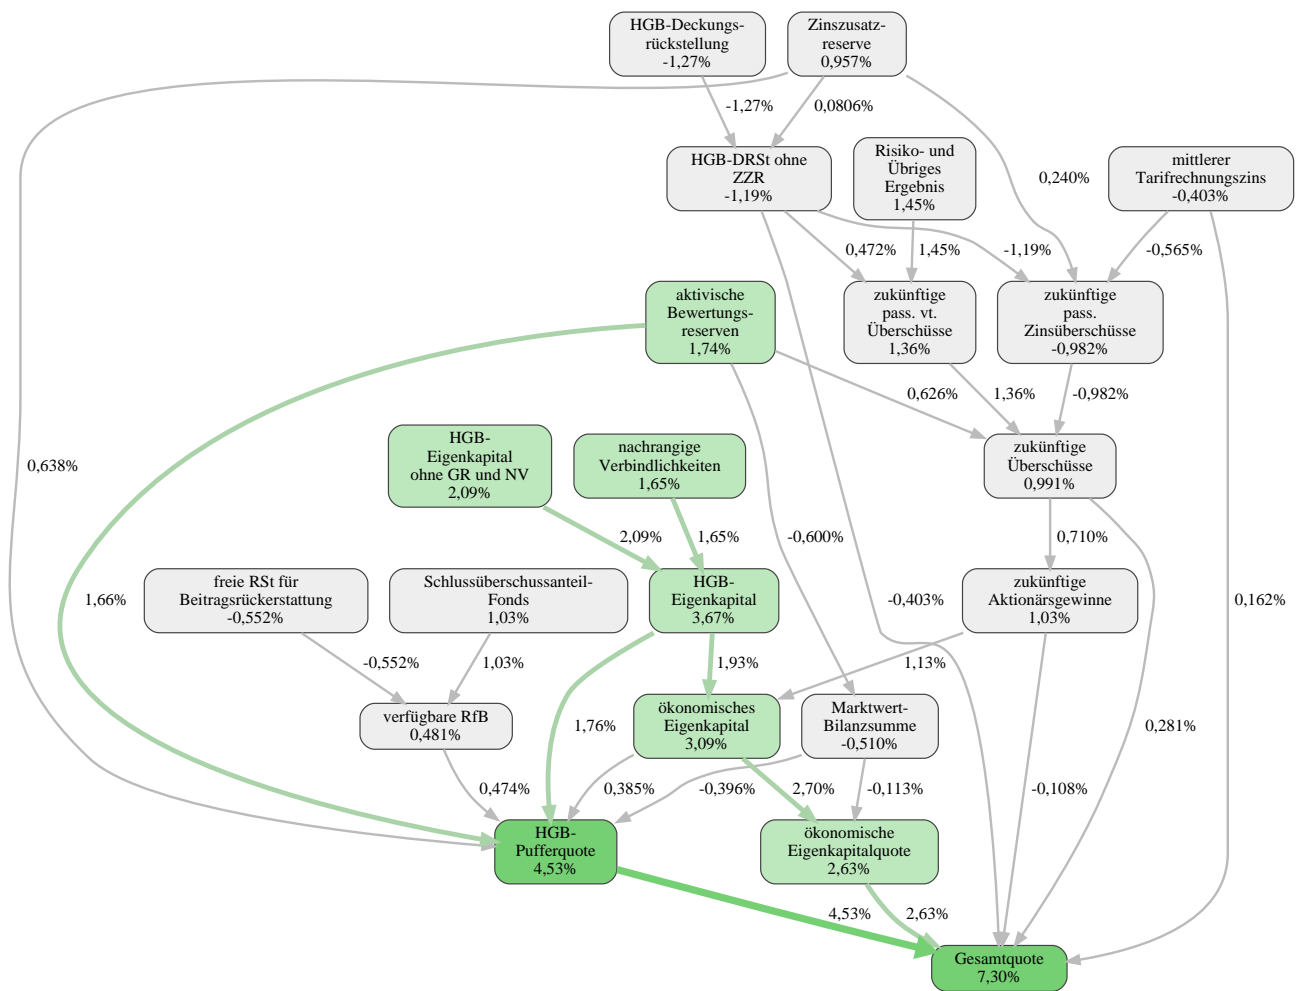 HGB-Deckungs-
rückstellung
-1,27%
Zinszusatz-
reserve
0,957%
-1,27%
0,0806%
HGB-DRSt ohne
ZZR
-1,19%
Risiko- und
Übriges
Ergebnis
1,45%
0,240%
mittlerer
Tarifrechnungszins
-0,403%
0,472%
1,45%
-1,19%
-0,565%
aktivische
Bewertungs-
reserven
1,74%
zukünftige
pass. vt.
Überschüsse
1,36%
zukünftige
pass.
Zinsüberschüsse
-0,982%
0,626%
1,36%
-0,982%
HGB-
Eigenkapital
ohne GR und NV
2,09%
nachrangige
Verbindlichkeiten
1,65%
zukünftige
Überschüsse
0,991%
0,638%
2,09%
1,65%
-0,600%
0,710%
freie RSt für
Beitragsrückerstattung
-0,552%
Schlussüberschussanteil-
Fonds
1,03%
HGB-
Eigenkapital
3,67%
zukünftige
Aktionärsgewinne
1,03%
1,66%
-0,403%
0,162%
-0,552%
1,03%
1,93%
1,13%
verfügbare RfB
0,481%
1,76%
ökonomisches
Eigenkapital
3,09%
Marktwert-
Bilanzsumme
-0,510%
0,281%
0,474%
0,385%
-0,396%
2,70%
-0,113%
-0,108%
HGB-
Pufferquote
4,53%
ökonomische
Eigenkapitalquote
2,63%
4,53%
2,63%
Gesamtquote
7,30%